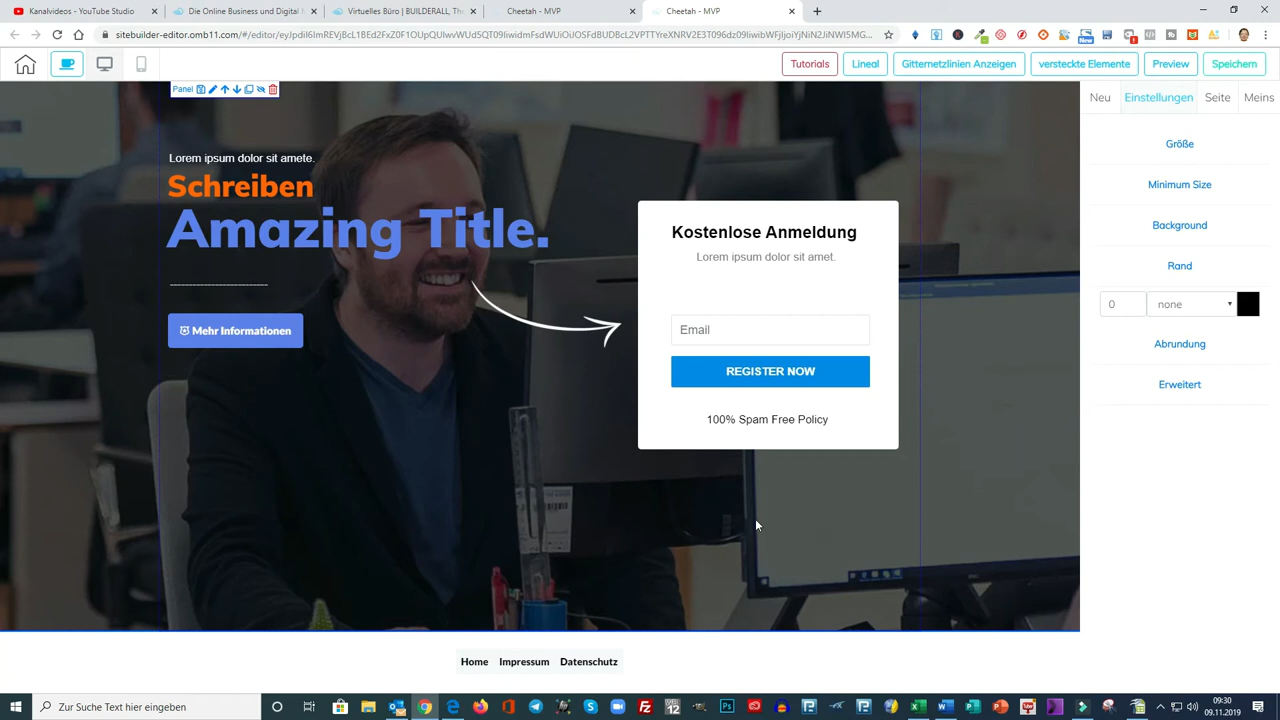 Kanalvideos - YouTube Studio
Die Online Business und Digital M
Virtuelles Büro | BUILDERALL, The
Cheetah - MVP
Cheetah - MVP
Tutorials
Lineal
Gitternetzlinien Anzeigen
versteckte Elemente
Preview
Speichern
Panel
Neu
Einstellungen
Seite
Meins
Größe
Minimum Size
Background
Rand
0
none
Abrundung
Erweitert
Lorem ipsum dolor sit amete.
Schreiben
Amazing Title.
Mehr Informationen
Kostenlose Anmeldung
Lorem ipsum dolor sit amet.
Email
REGISTER NOW
100% Spam Free Policy
Home Impressum Datenschutz
Zur Suche Text hier eingeben
09:30
09.11.2019